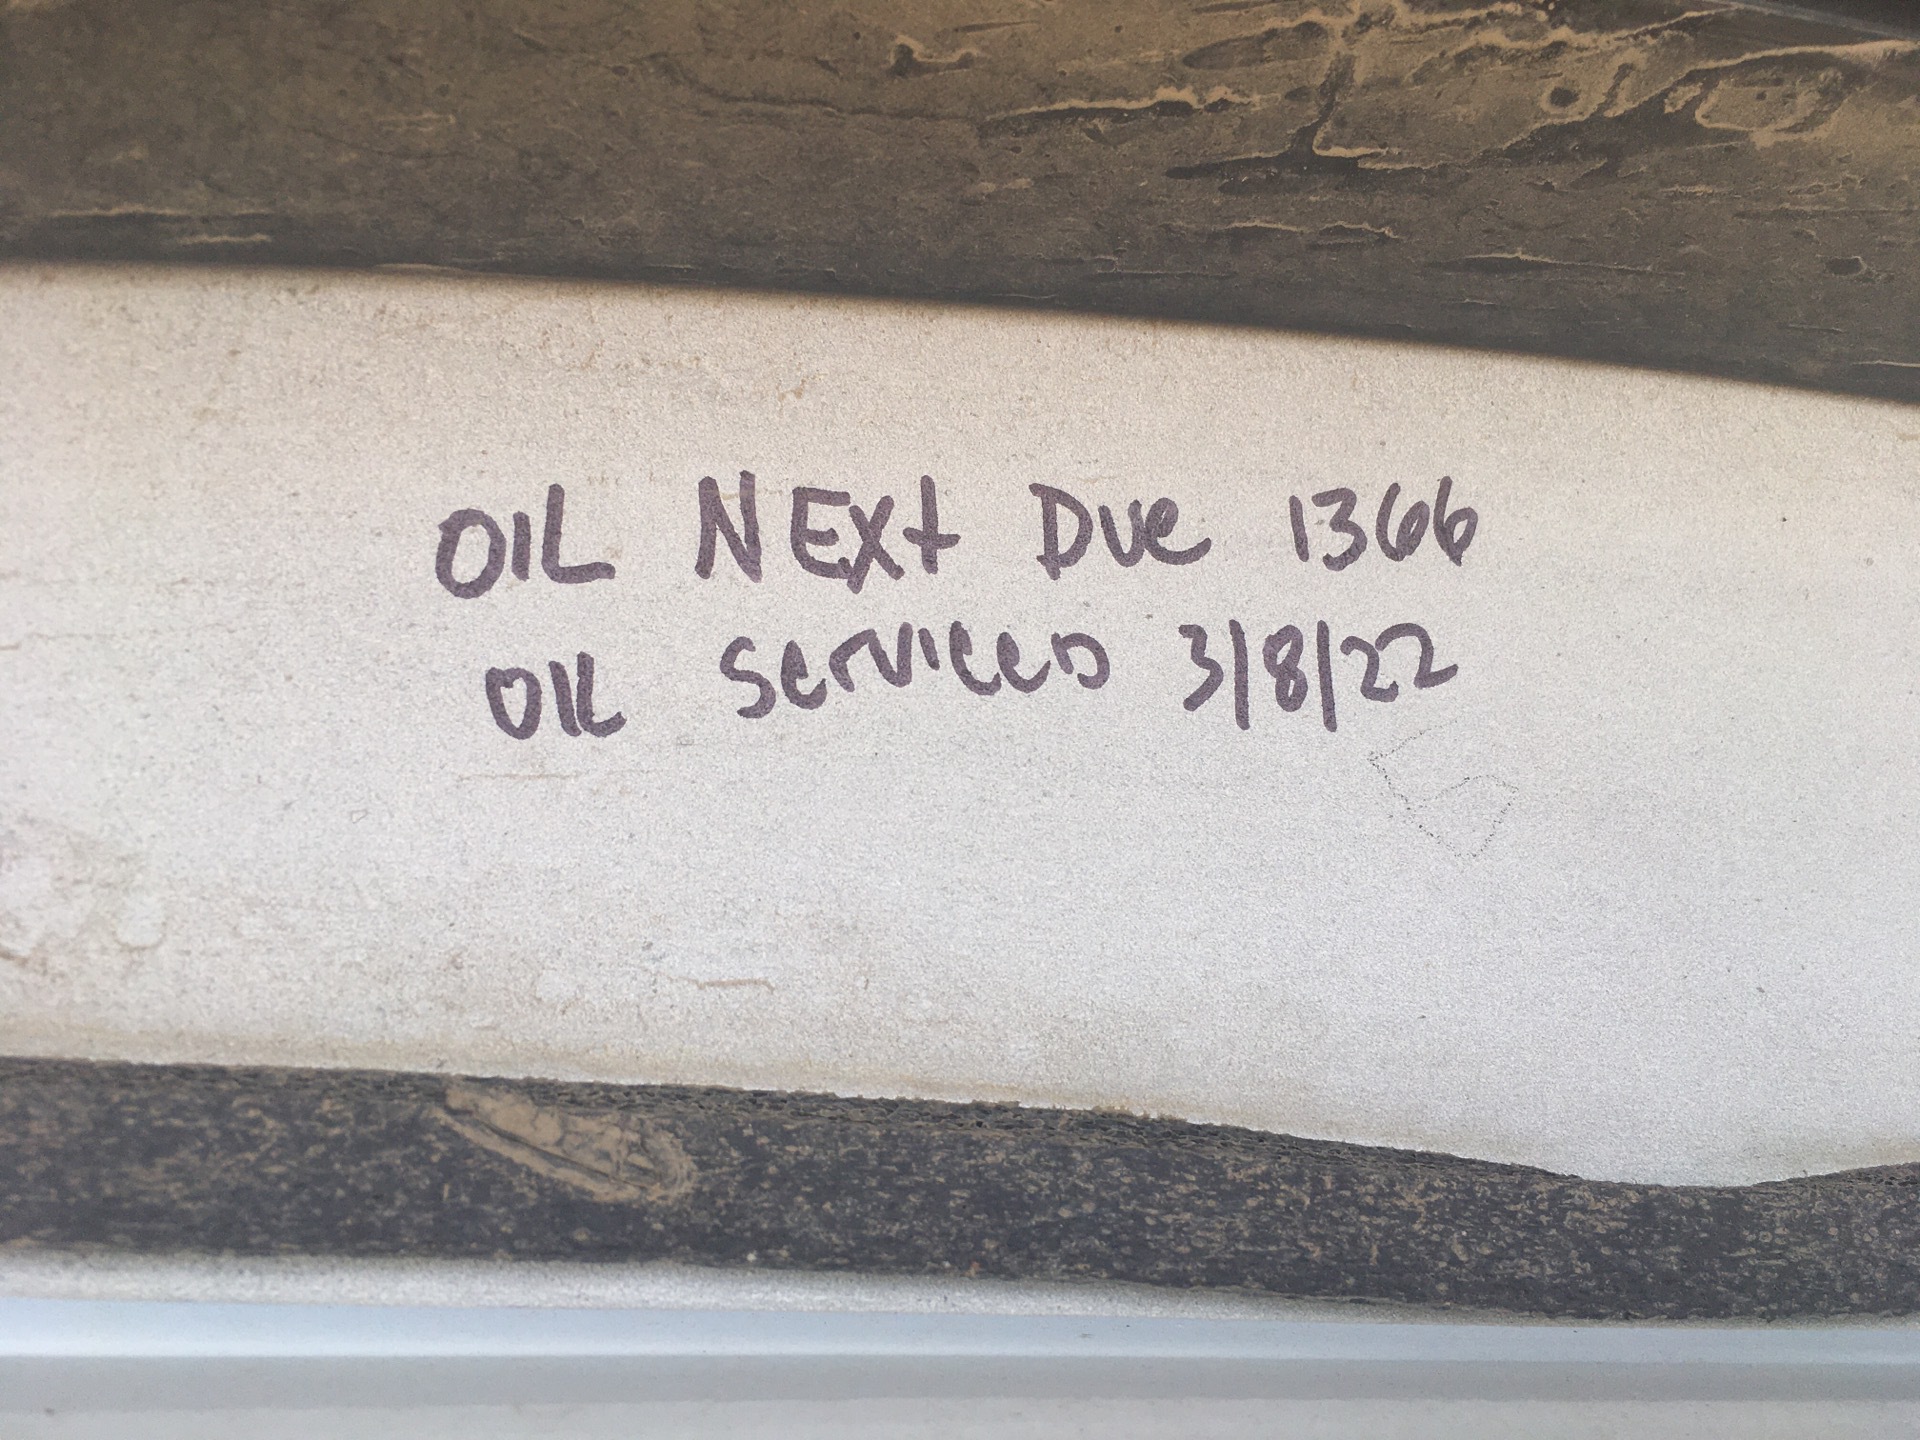 OIL NExt Due 1366
OIL ServiceD 3/8/22